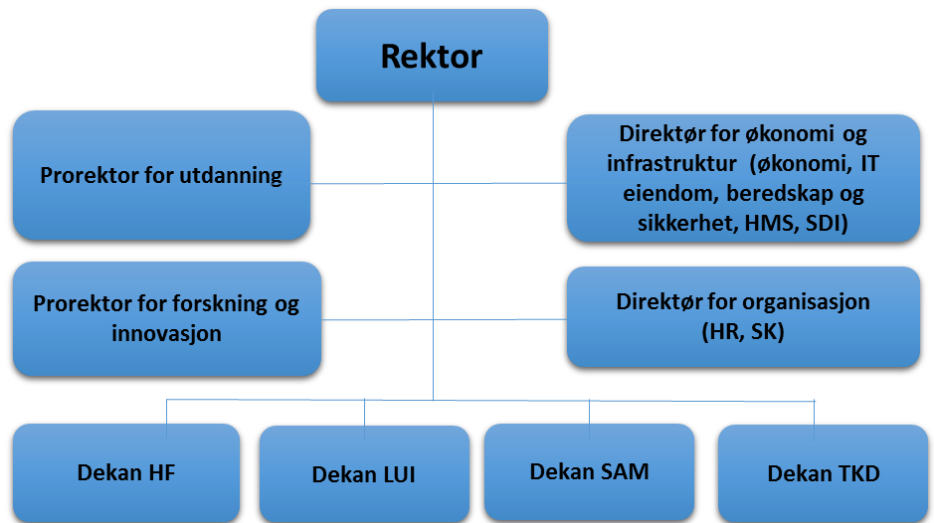 Rektor
Prorektor for utdanning
Direktør for økonomi og
infrastruktur (økonomi, IT
eiendom, beredskap og
sikkerhet, HMS, SDI)
Prorektor for forskning og
innovasjon
Direktør for organisasjon
(HR, SK)
Dekan HF
Dekan LUI
Dekan SAM
Dekan TKD